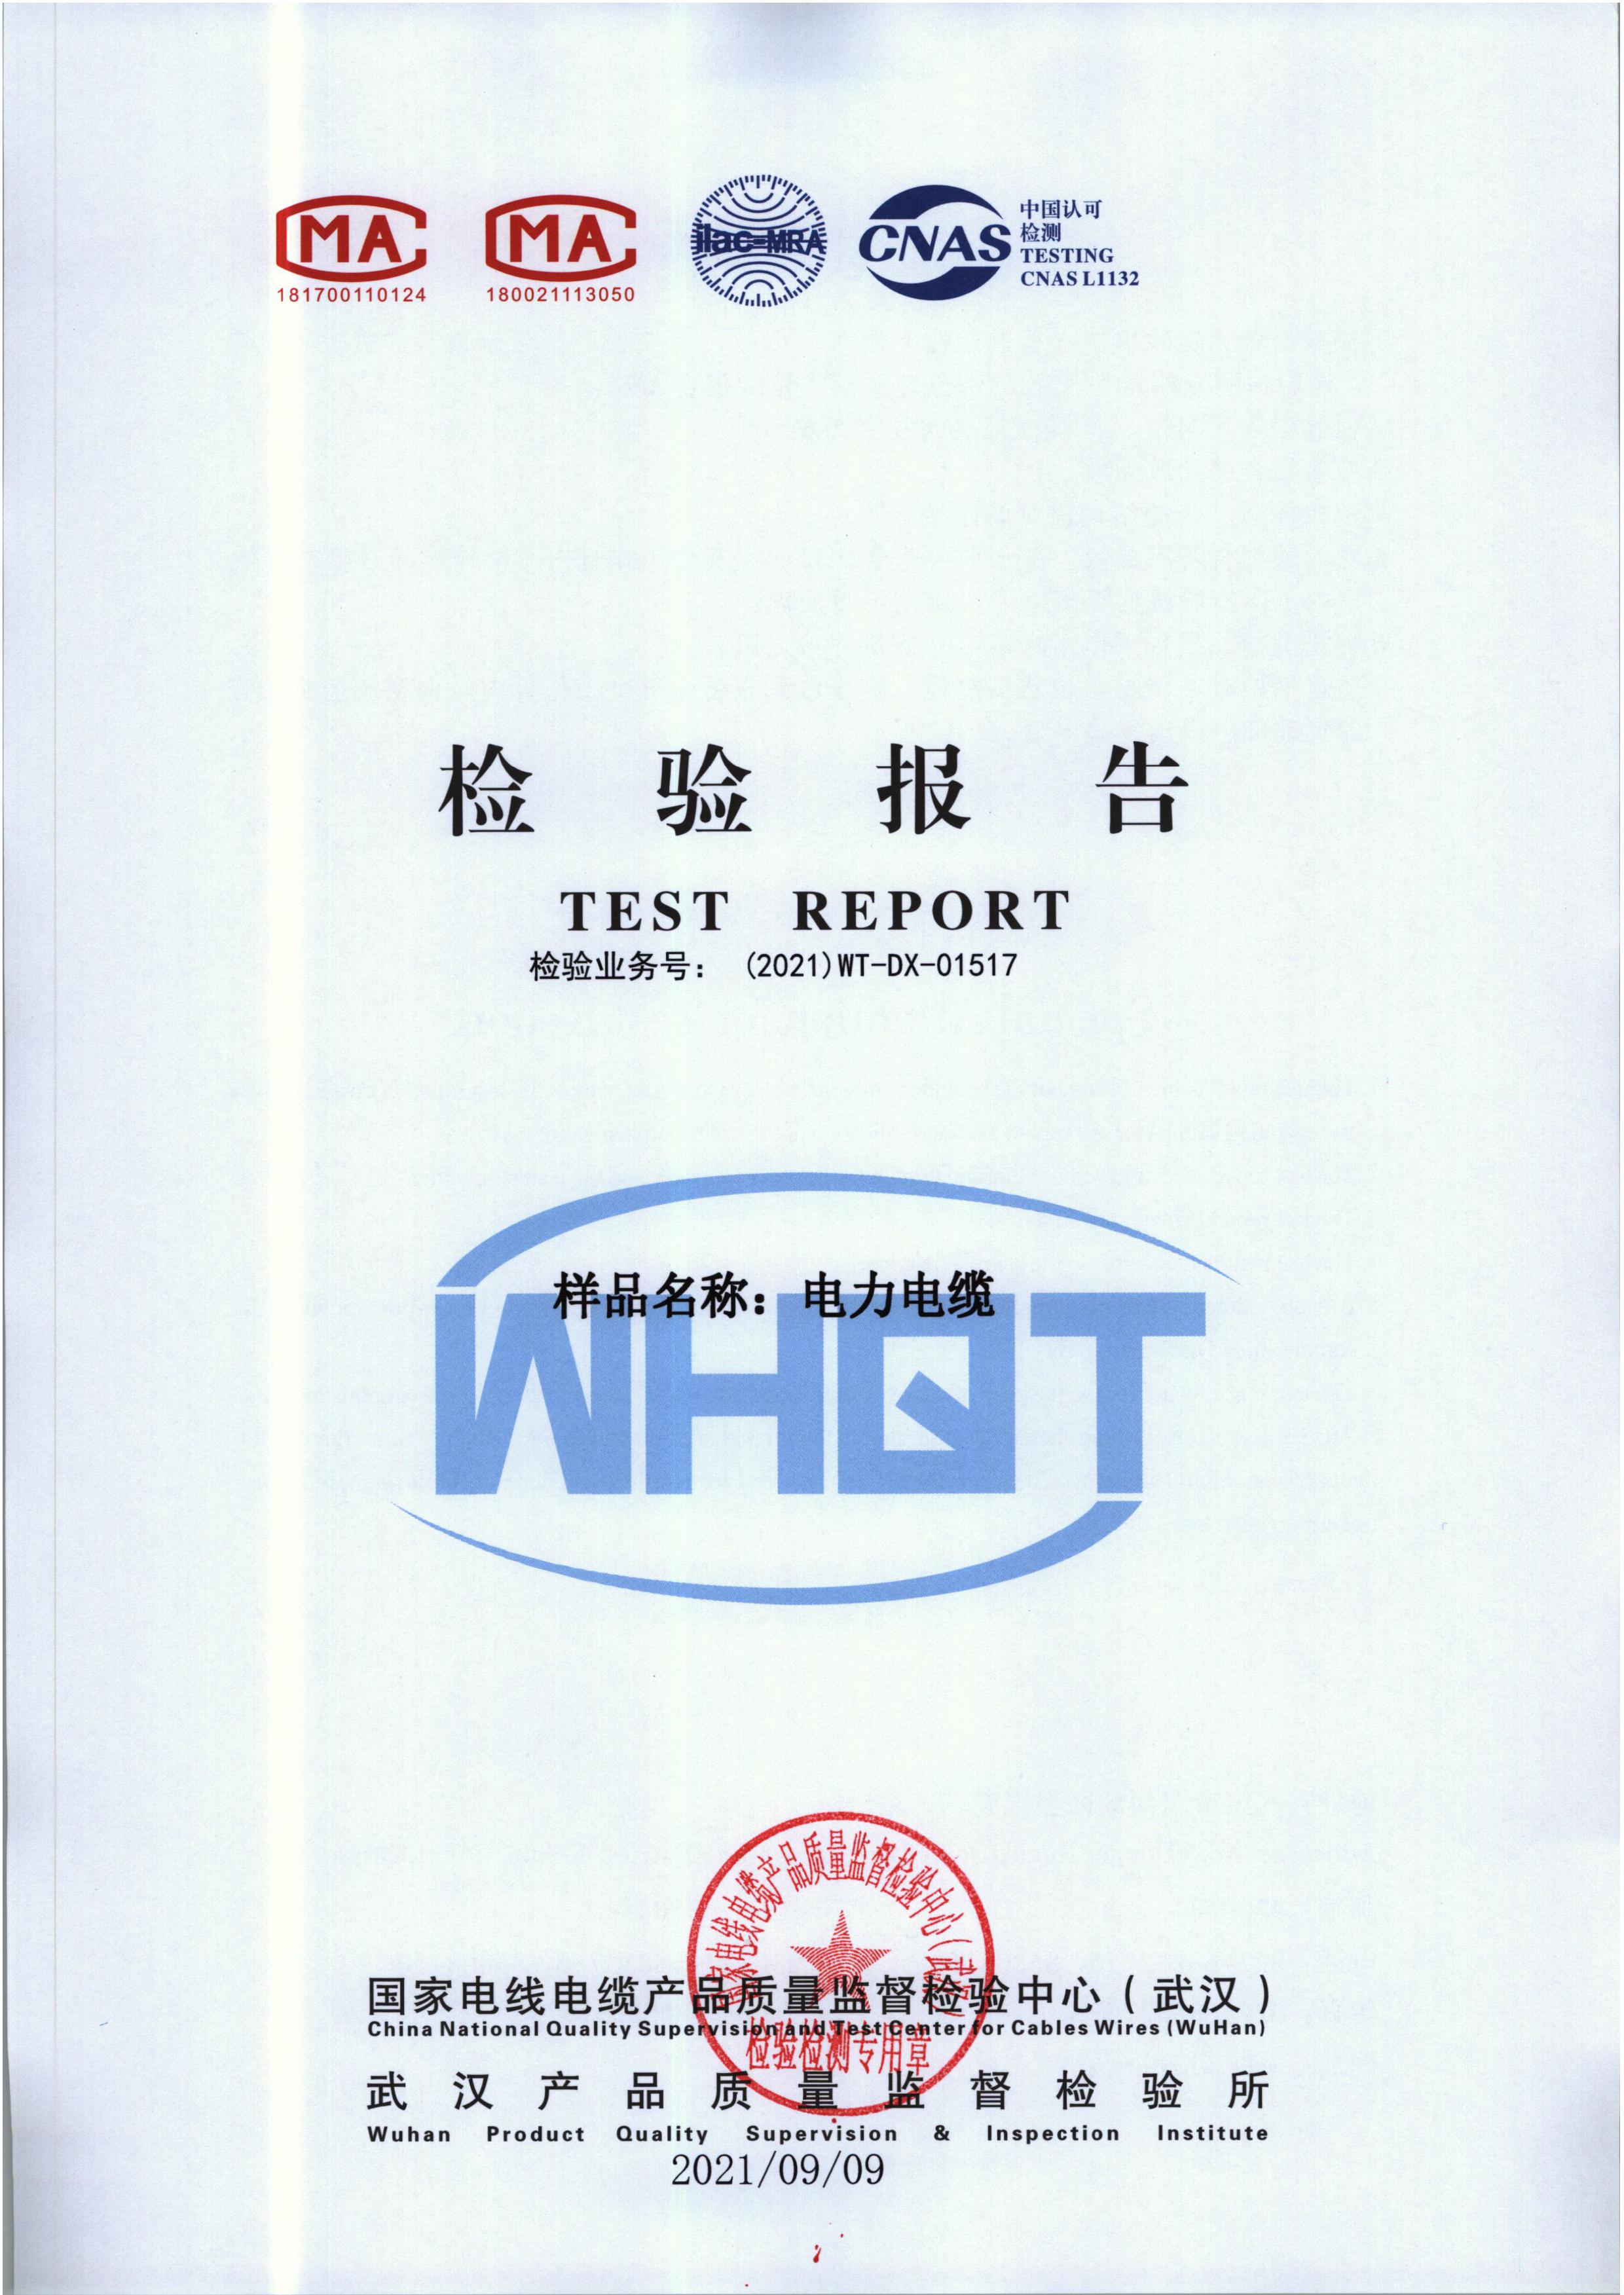 MA MA ilac-MRA CNAS 中国认可
检测
TESTING
CNAS L1132
181700110124 180021113050
检验报告
TEST REPORT
检验业务号：(2021)WT-DX-01517
样品名称：电力电缆
WHQT
国家电线电缆产品质量监督检验中心(武汉)
检验检测专用章
国家电线电缆产品质量监督检验中心（武汉）
China National Quality Supervision and Test Center for Cables Wires (WuHan)
武汉产品质量监督检验所
Wuhan Product Quality Supervision & Inspection Institute
2021/09/09